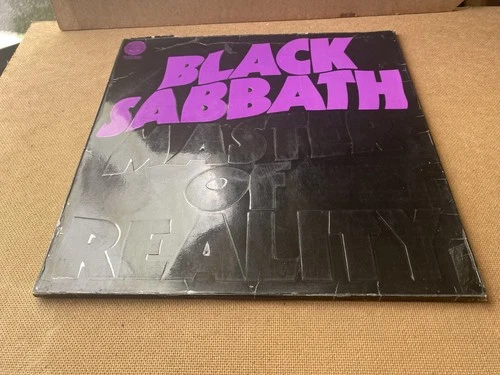 BLACK
SABBATH
MASTER
OF
REALITY